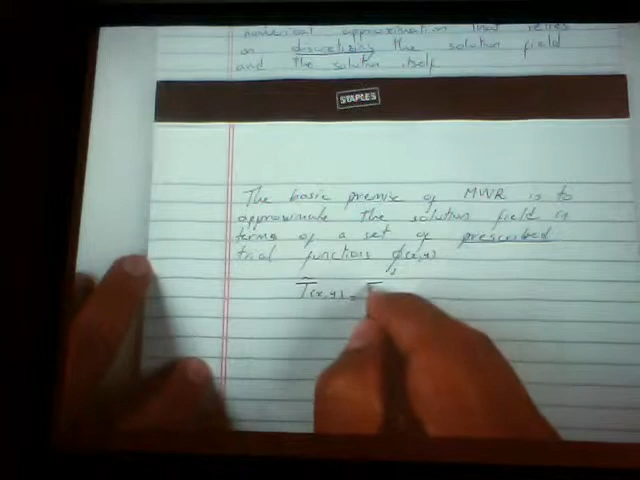 numerical approximation that relies
on discretizing the solution field
and the solution itself
STAPLES
The basic premise of MWR is to
approximate the solution field in
terms of a set of prescribed
trial functions ϕᵢ(x,y)
T̃(x,y) =